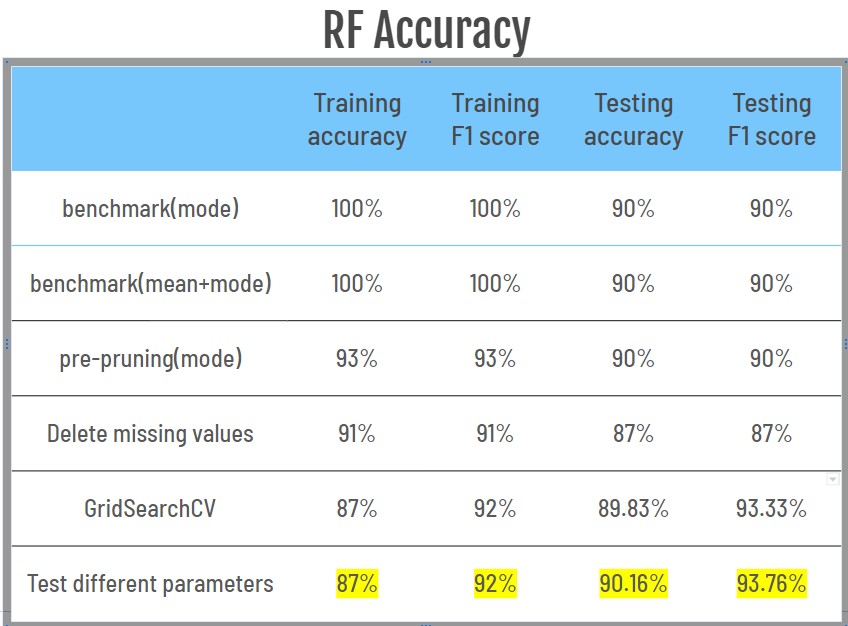 RF Accuracy
Training accuracy Training F1 score Testing accuracy Testing F1 score
benchmark(mode) 100% 100% 90% 90%
benchmark(mean+mode) 100% 100% 90% 90%
pre-pruning(mode) 93% 93% 90% 90%
Delete missing values 91% 91% 87% 87%
GridSearchCV 87% 92% 89.83% 93.33%
Test different parameters 87% 92% 90.16% 93.76%